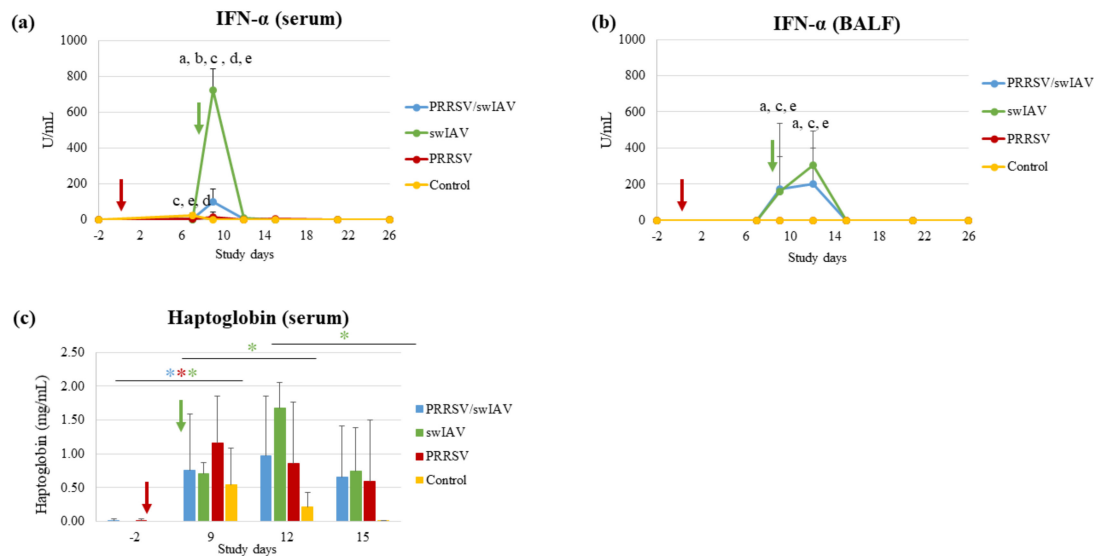 (a)
IFN-α (serum)
1000
800
600
400
200
0
U/mL
a, b, c , d, e
c, e, d
-2 2 6 10 14 18 22 26
Study days
PRRSV/swIAV
swIAV
PRRSV
Control
(b)
IFN-α (BALF)
1000
800
600
400
200
0
U/mL
a, c, e
a, c, e
-2 2 6 10 14 18 22 26
Study days
PRRSV/swIAV
swIAV
PRRSV
Control
(c)
Haptoglobin (serum)
2.50
2.00
1.50
1.00
0.50
0.00
Haptoglobin (mg/mL)
*
*
***
-2 9 12 15
Study days
PRRSV/swIAV
swIAV
PRRSV
Control